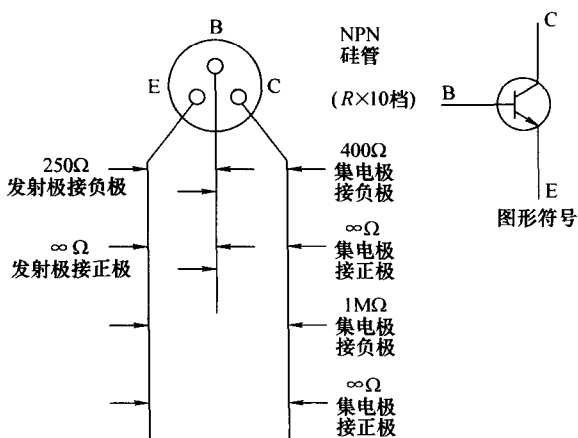 B
E
C
NPN
硅管
(R×10档)
C
B
E
图形符号
250Ω
发射极接负极
400Ω
集电极
接负极
∞Ω
发射极接正极
∞Ω
集电极
接正极
1MΩ
集电极
接负极
∞Ω
集电极
接正极